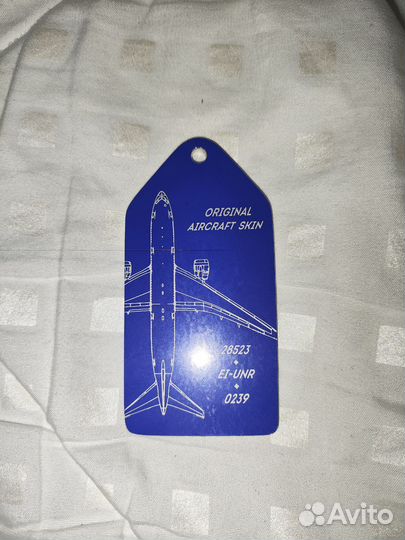 ORIGINAL
AIRCRAFT SKIN
28523
EI-UNR
0239
Avito